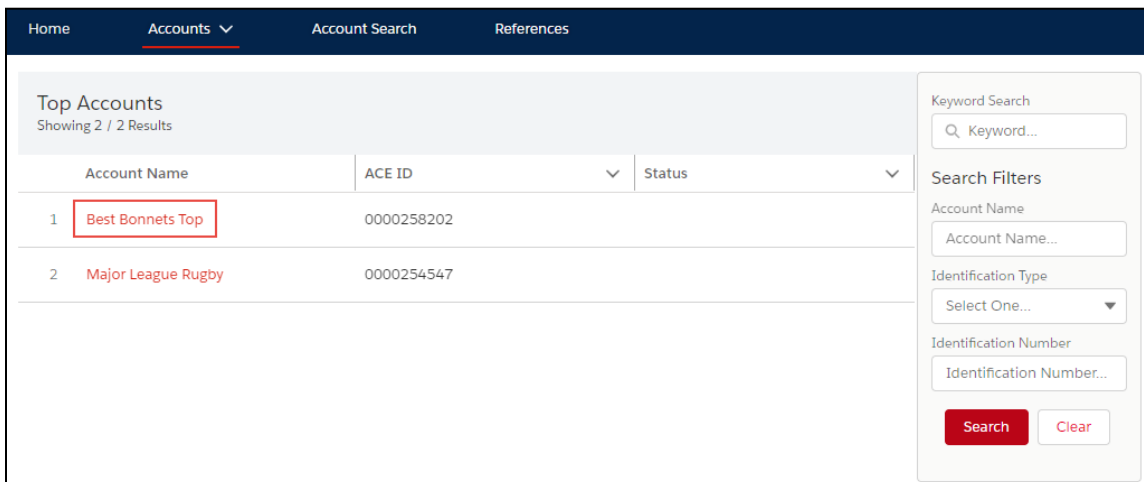 Home Accounts Account Search References
Top Accounts
Showing 2 / 2 Results
Account Name ACE ID Status
1 Best Bonnets Top 0000258202
2 Major League Rugby 0000254547
Keyword Search
Keyword...
Search Filters
Account Name
Account Name...
Identification Type
Select One...
Identification Number
Identification Number...
Search Clear